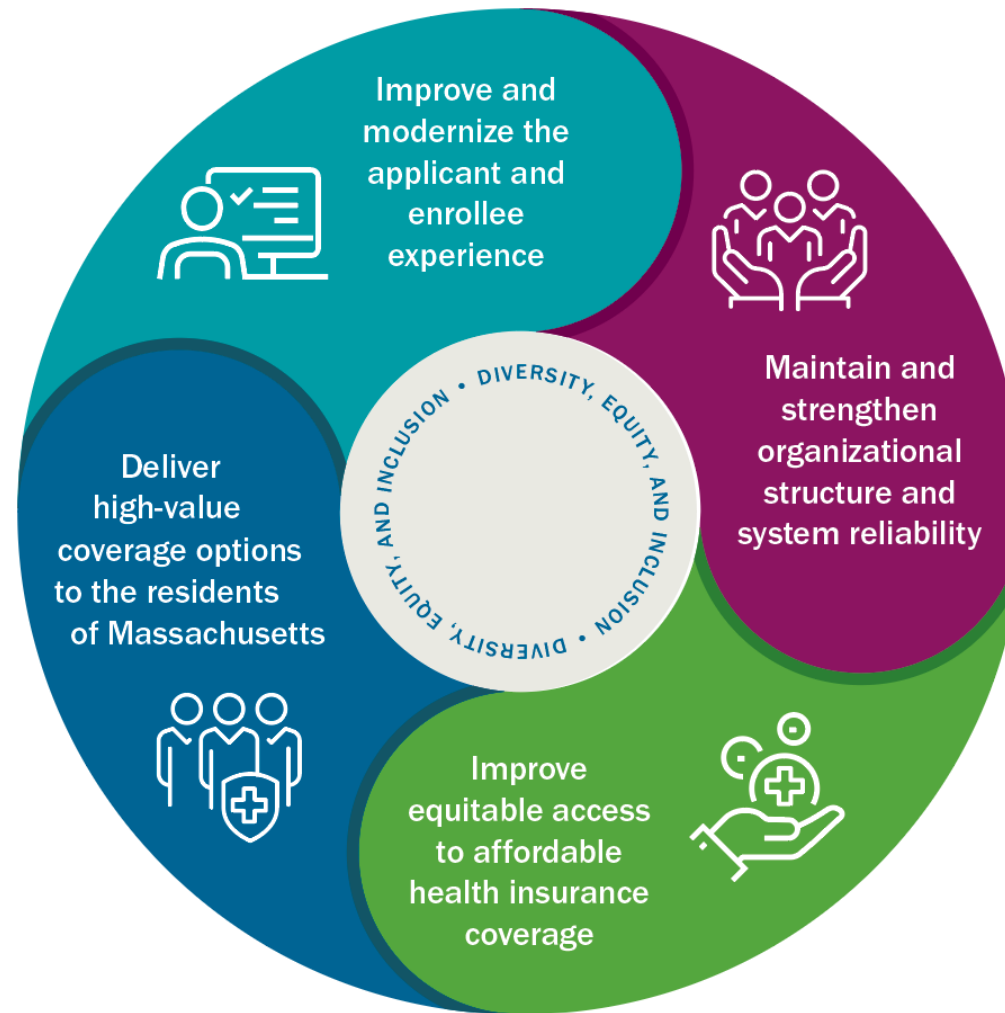 Improve and
modernize the
applicant and
enrollee
experience
Maintain and
strengthen
organizational
structure and
system reliability
Improve
equitable access
to affordable
health insurance
coverage
Deliver
high-value
coverage options
to the residents
of Massachusetts
DIVERSITY, EQUITY, AND INCLUSION • DIVERSITY, EQUITY, AND INCLUSION •